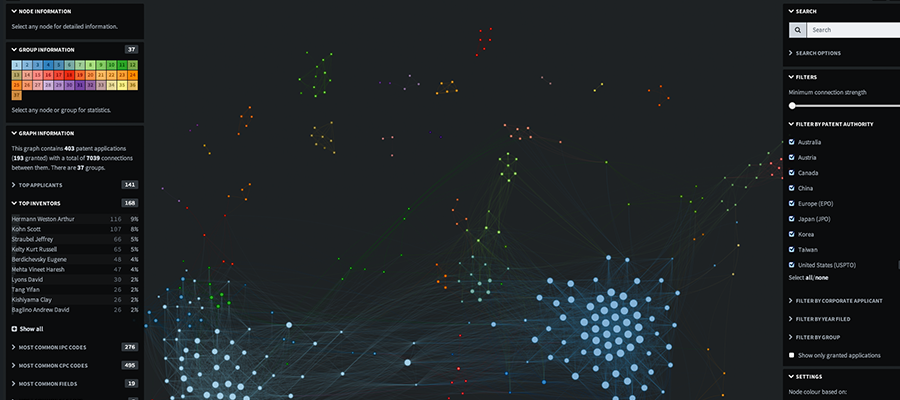 NODE INFORMATION
Select any node for detailed information.
GROUP INFORMATION 37
1 2 3 4 5 6 7 8 9 10 11 12
13 14 15 16 17 18 19 20 21 22 23 24
25 26 27 28 29 30 31 32 33 34 35 36
37
Select any node or group for statistics.
GRAPH INFORMATION
This graph contains 403 patent applications
(193 granted) with a total of 7039 connections
between them. There are 37 groups.
TOP APPLICANTS 141
TOP INVENTORS 168
Hermann Weston Arthur 116 9%
Kohn Scott 107 8%
Straubel Jeffrey 66 5%
Kelty Kurt Russell 65 5%
Berdichevsky Eugene 48 4%
Mehta Vineet Haresh 47 4%
Lyons David 30 2%
Tang Yifan 26 2%
Kishiyama Clay 26 2%
Baglino Andrew David 26 2%
Show all
MOST COMMON IPC CODES 276
MOST COMMON CPC CODES 495
MOST COMMON FIELDS 19
SEARCH
Search
SEARCH OPTIONS
FILTERS
Minimum connection strength
FILTER BY PATENT AUTHORITY
Australia
Austria
Canada
China
Europe (EPO)
Japan (JPO)
Korea
Taiwan
United States (USPTO)
Select all/none
FILTER BY CORPORATE APPLICANT
FILTER BY YEAR FILED
FILTER BY GROUP
Show only granted applications
SETTINGS
Node colour based on: